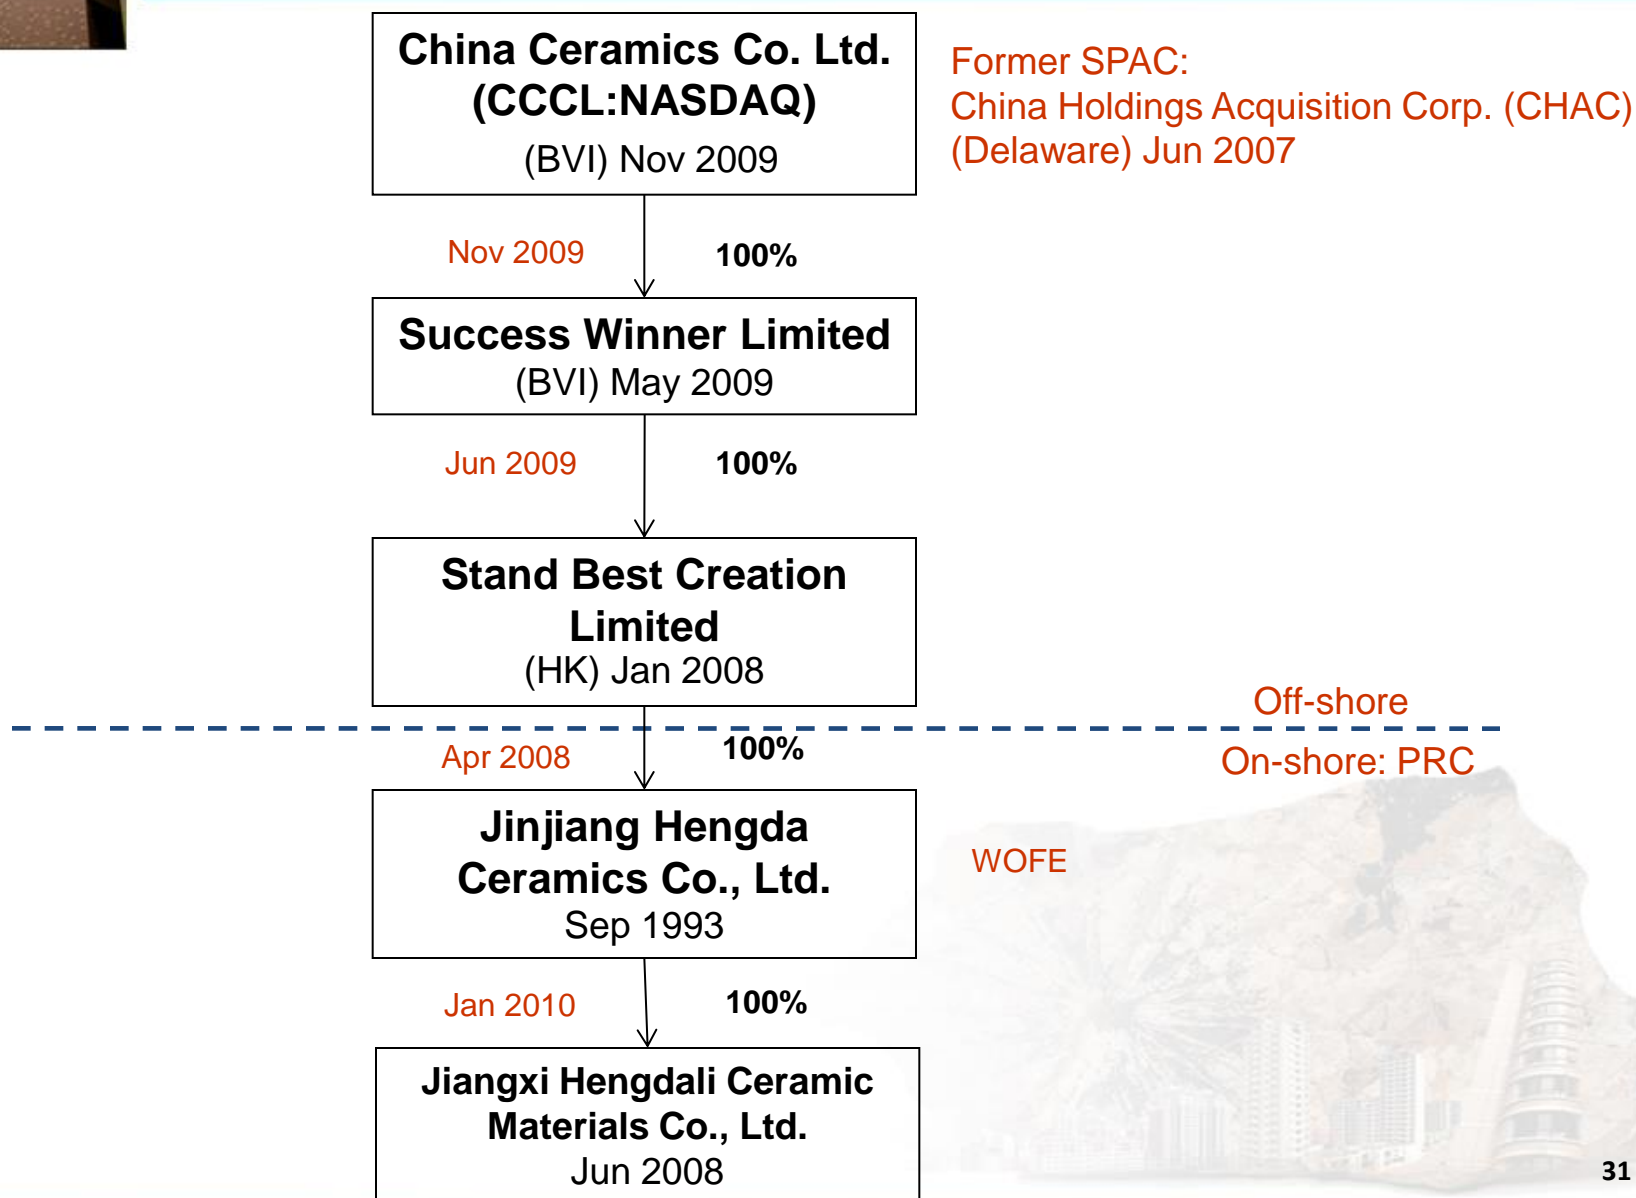 China Ceramics Co. Ltd.
(CCCL:NASDAQ)
(BVI) Nov 2009
Former SPAC:
China Holdings Acquisition Corp. (CHAC)
(Delaware) Jun 2007
Nov 2009
100%
Success Winner Limited
(BVI) May 2009
Jun 2009
100%
Stand Best Creation
Limited
(HK) Jan 2008
Off-shore
Apr 2008
100%
On-shore: PRC
Jinjiang Hengda
Ceramics Co., Ltd.
Sep 1993
WOFE
Jan 2010
100%
Jiangxi Hengdali Ceramic
Materials Co., Ltd.
Jun 2008
31